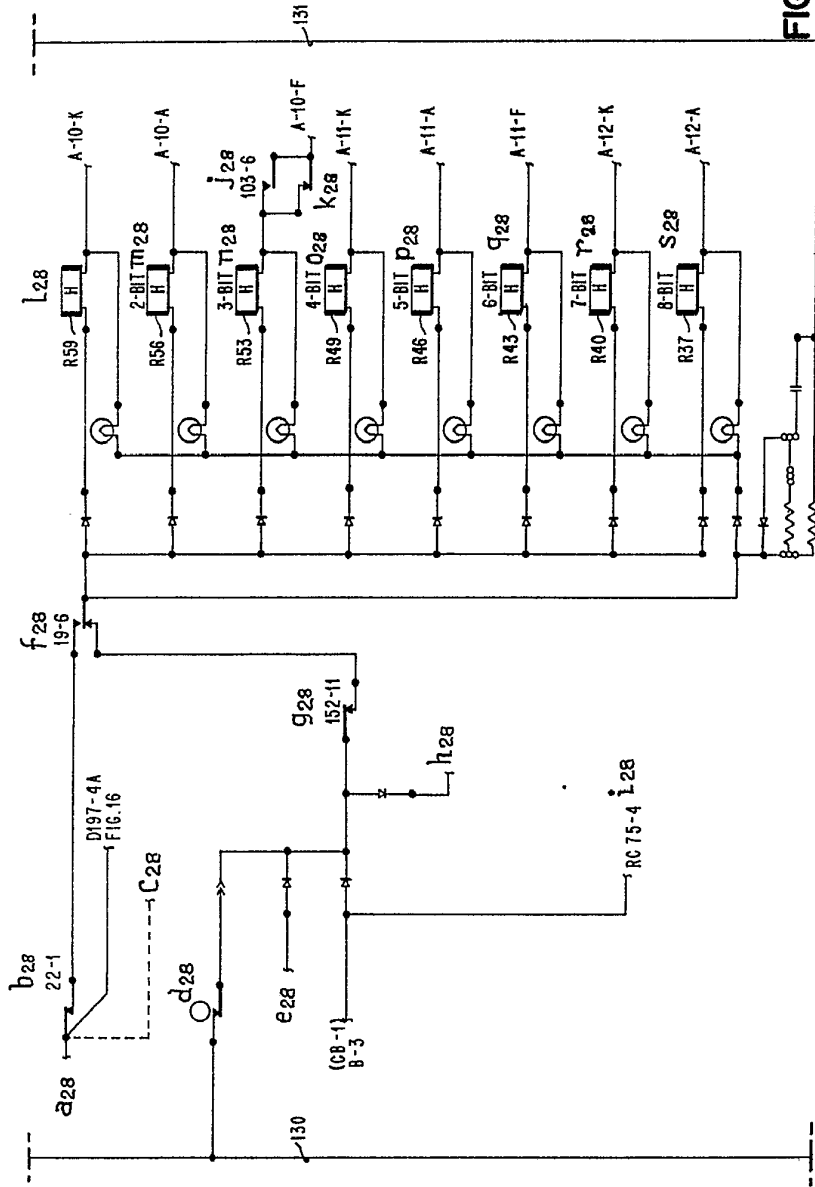 FIG
131
A-10-K
A-10-A
A-10-F
A-11-K
A-11-A
A-11-F
A-12-K
A-12-A
j28
103-6
k28
l28
2-BIT m28
3-BIT n28
4-BIT o28
5-BIT p28
6-BIT q28
7-BIT r28
8-BIT s28
H
H
H
H
H
H
H
H
R59
R56
R53
R49
R46
R43
R40
R37
f28
19-6
g28
152-11
h28
i28
RC 75-4
D197-4A
FIG.16
C28
b28
22-1
a28
d28
e28
(CB-1)
B-3
130